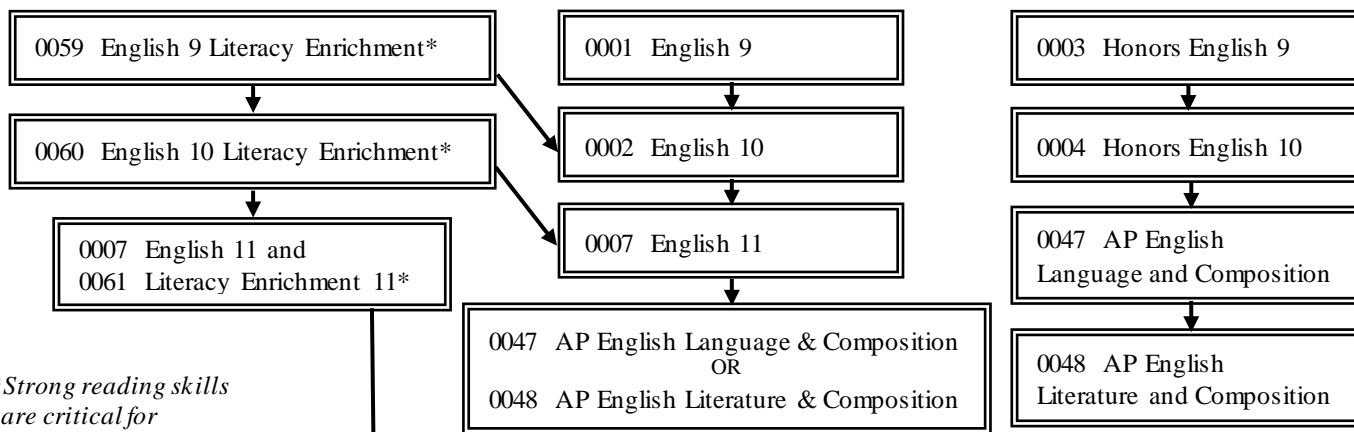 0059 English 9 Literacy Enrichment*
0001 English 9
0003 Honors English 9
0060 English 10 Literacy Enrichment*
0002 English 10
0004 Honors English 10
0007 English 11 and
0061 Literacy Enrichment 11*
0007 English 11
0047 AP English
Language and Composition
0047 AP English Language & Composition
OR
0048 AP English Literature & Composition
0048 AP English
Literature and Composition
Strong reading skills
are critical for